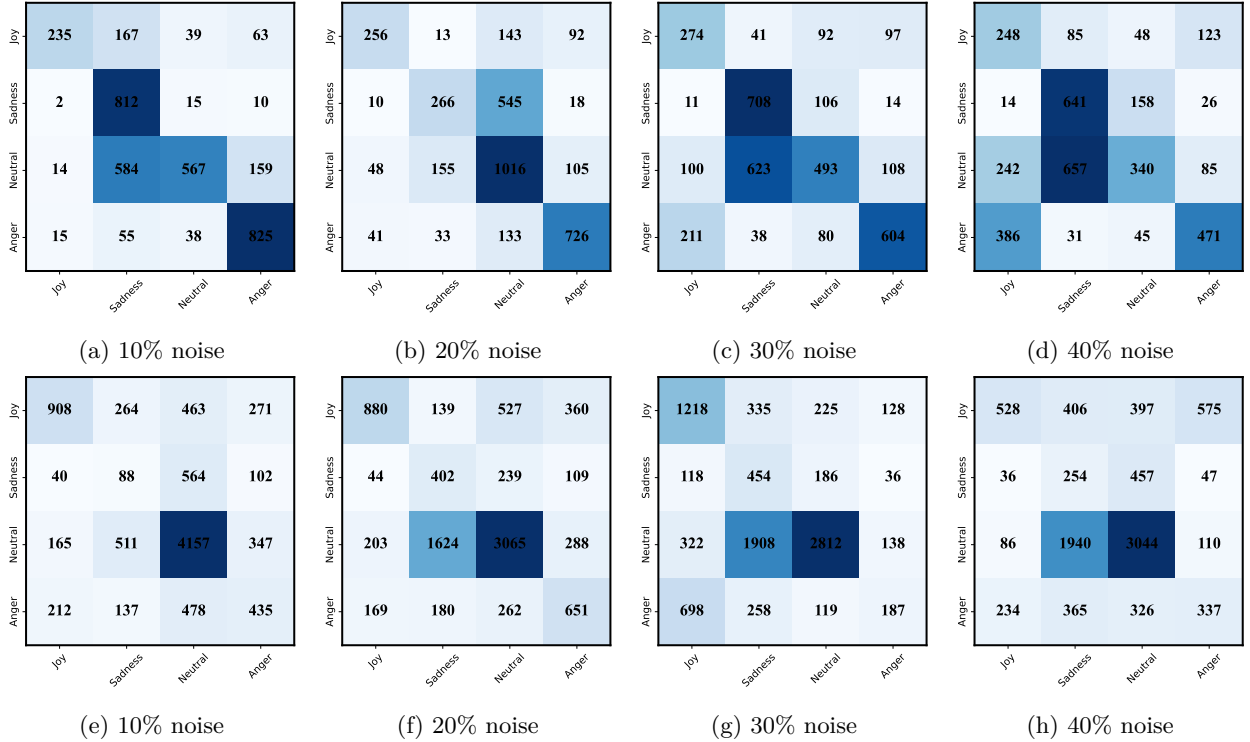 Joy 235 167 39 63
Sadness 2 812 15 10
Neutral 14 584 567 159
Anger 15 55 38 825
Joy Sadness Neutral Anger
(a) 10% noise
Joy 256 13 143 92
Sadness 10 266 545 18
Neutral 48 155 1016 105
Anger 41 33 133 726
Joy Sadness Neutral Anger
(b) 20% noise
Joy 274 41 92 97
Sadness 11 708 106 14
Neutral 100 623 493 108
Anger 211 38 80 604
Joy Sadness Neutral Anger
(c) 30% noise
Joy 248 85 48 123
Sadness 14 641 158 26
Neutral 242 657 340 85
Anger 386 31 45 471
Joy Sadness Neutral Anger
(d) 40% noise
Joy 908 264 463 271
Sadness 40 88 564 102
Neutral 165 511 4157 347
Anger 212 137 478 435
Joy Sadness Neutral Anger
(e) 10% noise
Joy 880 139 527 360
Sadness 44 402 239 109
Neutral 203 1624 3065 288
Anger 169 180 262 651
Joy Sadness Neutral Anger
(f) 20% noise
Joy 1218 335 225 128
Sadness 118 454 186 36
Neutral 322 1908 2812 138
Anger 698 258 119 187
Joy Sadness Neutral Anger
(g) 30% noise
Joy 528 406 397 575
Sadness 36 254 457 47
Neutral 86 1940 3044 110
Anger 234 365 326 337
Joy Sadness Neutral Anger
(h) 40% noise